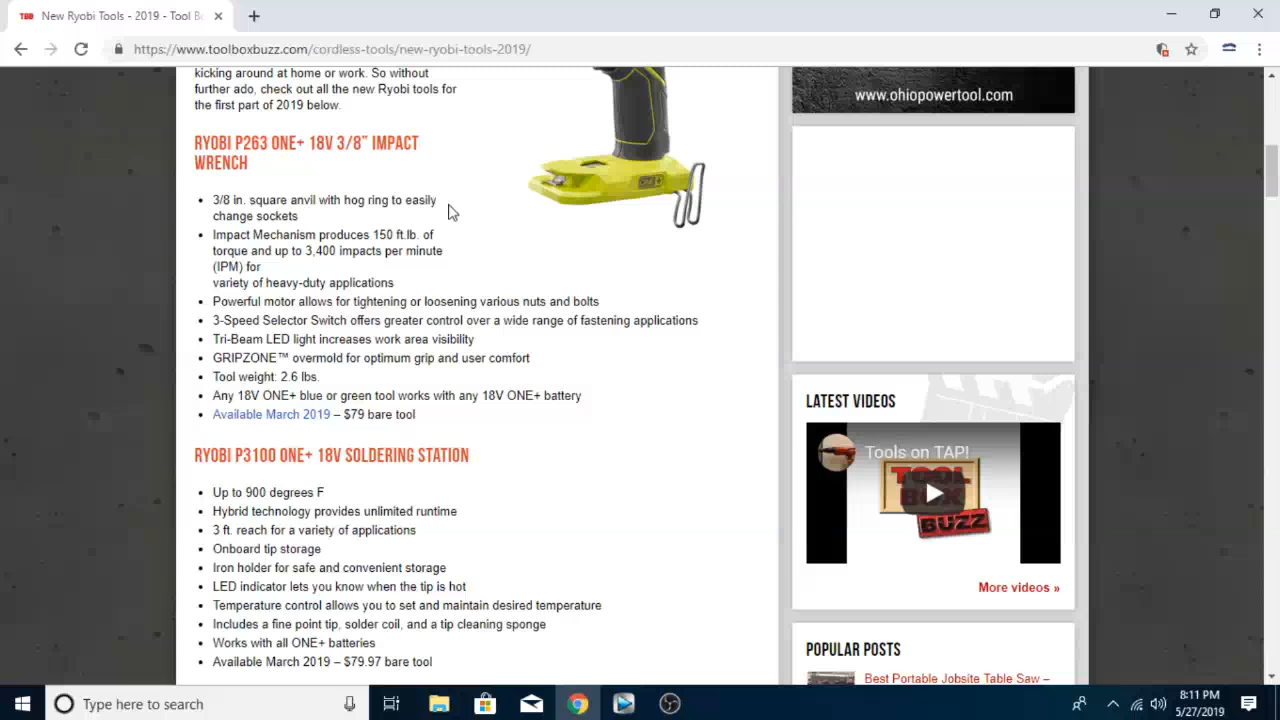 New Ryobi Tools - 2019 - Tool Bo
https://www.toolboxbuzz.com/cordless-tools/new-ryobi-tools-2019/
kicking around at home or work. So without
further ado, check out all the new Ryobi tools for
the first part of 2019 below.
RYOBI P263 ONE+ 18V 3/8” IMPACT
WRENCH
3/8 in. square anvil with hog ring to easily
change sockets
Impact Mechanism produces 150 ft.lb. of
torque and up to 3,400 impacts per minute
(IPM) for
variety of heavy-duty applications
Powerful motor allows for tightening or loosening various nuts and bolts
3-Speed Selector Switch offers greater control over a wide range of fastening applications
Tri-Beam LED light increases work area visibility
GRIPZONE™ overmold for optimum grip and user comfort
Tool weight: 2.6 lbs.
Any 18V ONE+ blue or green tool works with any 18V ONE+ battery
Available March 2019 – $79 bare tool
RYOBI P3100 ONE+ 18V SOLDERING STATION
Up to 900 degrees F
Hybrid technology provides unlimited runtime
3 ft. reach for a variety of applications
Onboard tip storage
Iron holder for safe and convenient storage
LED indicator lets you know when the tip is hot
Temperature control allows you to set and maintain desired temperature
Includes a fine point tip, solder coil, and a tip cleaning sponge
Works with all ONE+ batteries
Available March 2019 – $79.97 bare tool
ONE+
www.ohiopowertool.com
LATEST VIDEOS
Tools on TAP!
TOOL
BOX
BUZZ
More videos »
POPULAR POSTS
Best Portable Jobsite Table Saw –
Type here to search
8:11 PM
5/27/2019